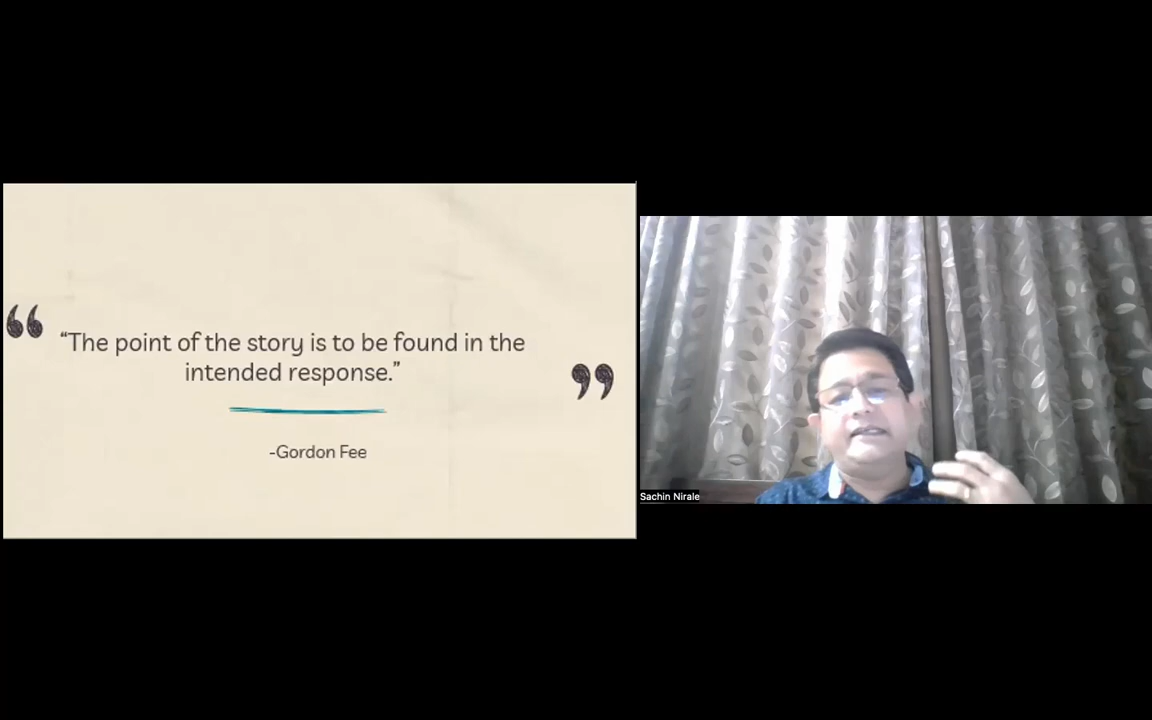 “The point of the story is to be found in the
intended response.”
-Gordon Fee
Sachin Nirale